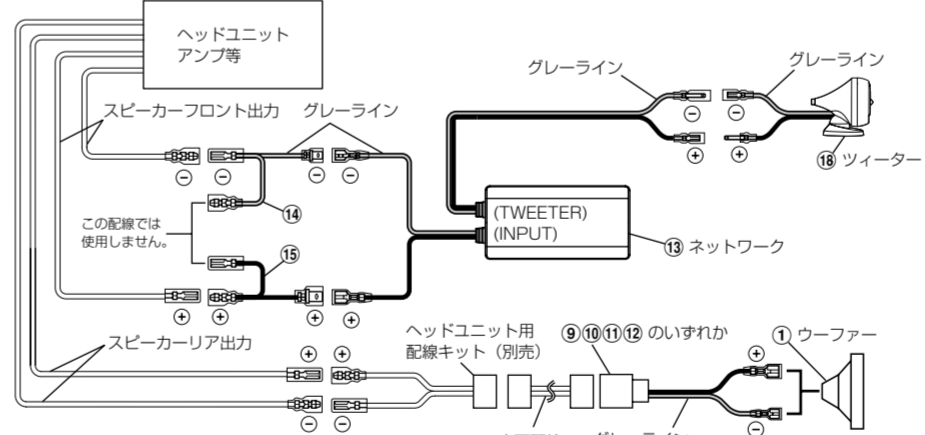 ヘッドユニット
アンプ等
グレーライン
グレーライン
スピーカーフロント出力
グレーライン
⊖
⊖
⊖
⊖
⊖
⊖
⊕
⊕
⑱ ツィーター
⑭
この配線では
使用しません。
(TWEETER)
(INPUT)
⑬ ネットワーク
⑮
⊕
⊕
⊕
⊕
スピーカーリア出力
ヘッドユニット用
配線キット（別売）
⑨⑩⑪⑫ のいずれか
① ウーファー
⊕
⊕
⊕
⊖
⊖
⊖